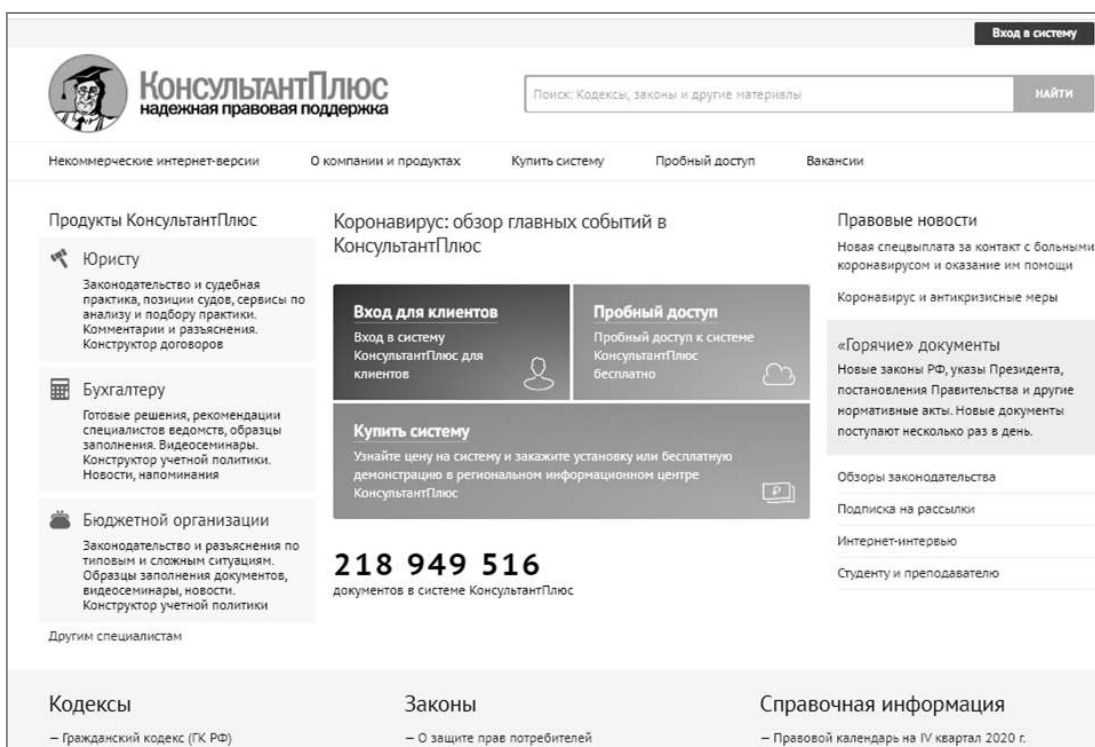 Вход в систему
КонсультантПлюс
надежная правовая поддержка
Поиск: Кодексы, законы и другие материалы
НАЙТИ
Некоммерческие интернет-версии
О компании и продуктах
Купить систему
Пробный доступ
Вакансии
Продукты КонсультантПлюс
Юристу
Законодательство и судебная
практика, позиции судов, сервисы по
анализу и подбору практики.
Комментарии и разъяснения.
Конструктор договоров
Бухгалтеру
Готовые решения, рекомендации
специалистов ведомств, образцы
заполнения. Видеосеминары.
Конструктор учетной политики.
Новости, напоминания
Бюджетной организации
Законодательство и разъяснения по
типовым и сложным ситуациям.
Образцы заполнения документов,
видеосеминары, новости.
Конструктор учетной политики
Другим специалистам
Коронавирус: обзор главных событий в
КонсультантПлюс
Вход для клиентов
Вход в систему
КонсультантПлюс для
клиентов
Пробный доступ
Пробный доступ к системе
КонсультантПлюс
бесплатно
Купить систему
Узнайте цену на систему и закажите установку или бесплатную
демонстрацию в региональном информационном центре
КонсультантПлюс
₽
218 949 516
документов в системе КонсультантПлюс
Правовые новости
Новая спецвыплата за контакт с больными
коронавирусом и оказание им помощи
Коронавирус и антикризисные меры
«Горячие» документы
Новые законы РФ, указы Президента,
постановления Правительства и другие
нормативные акты. Новые документы
поступают несколько раз в день.
Обзоры законодательства
Подписка на рассылки
Интернет-интервью
Студенту и преподавателю
Кодексы
– Гражданский кодекс (ГК РФ)
Законы
– О защите прав потребителей
Справочная информация
– Правовой календарь на IV квартал 2020 г.